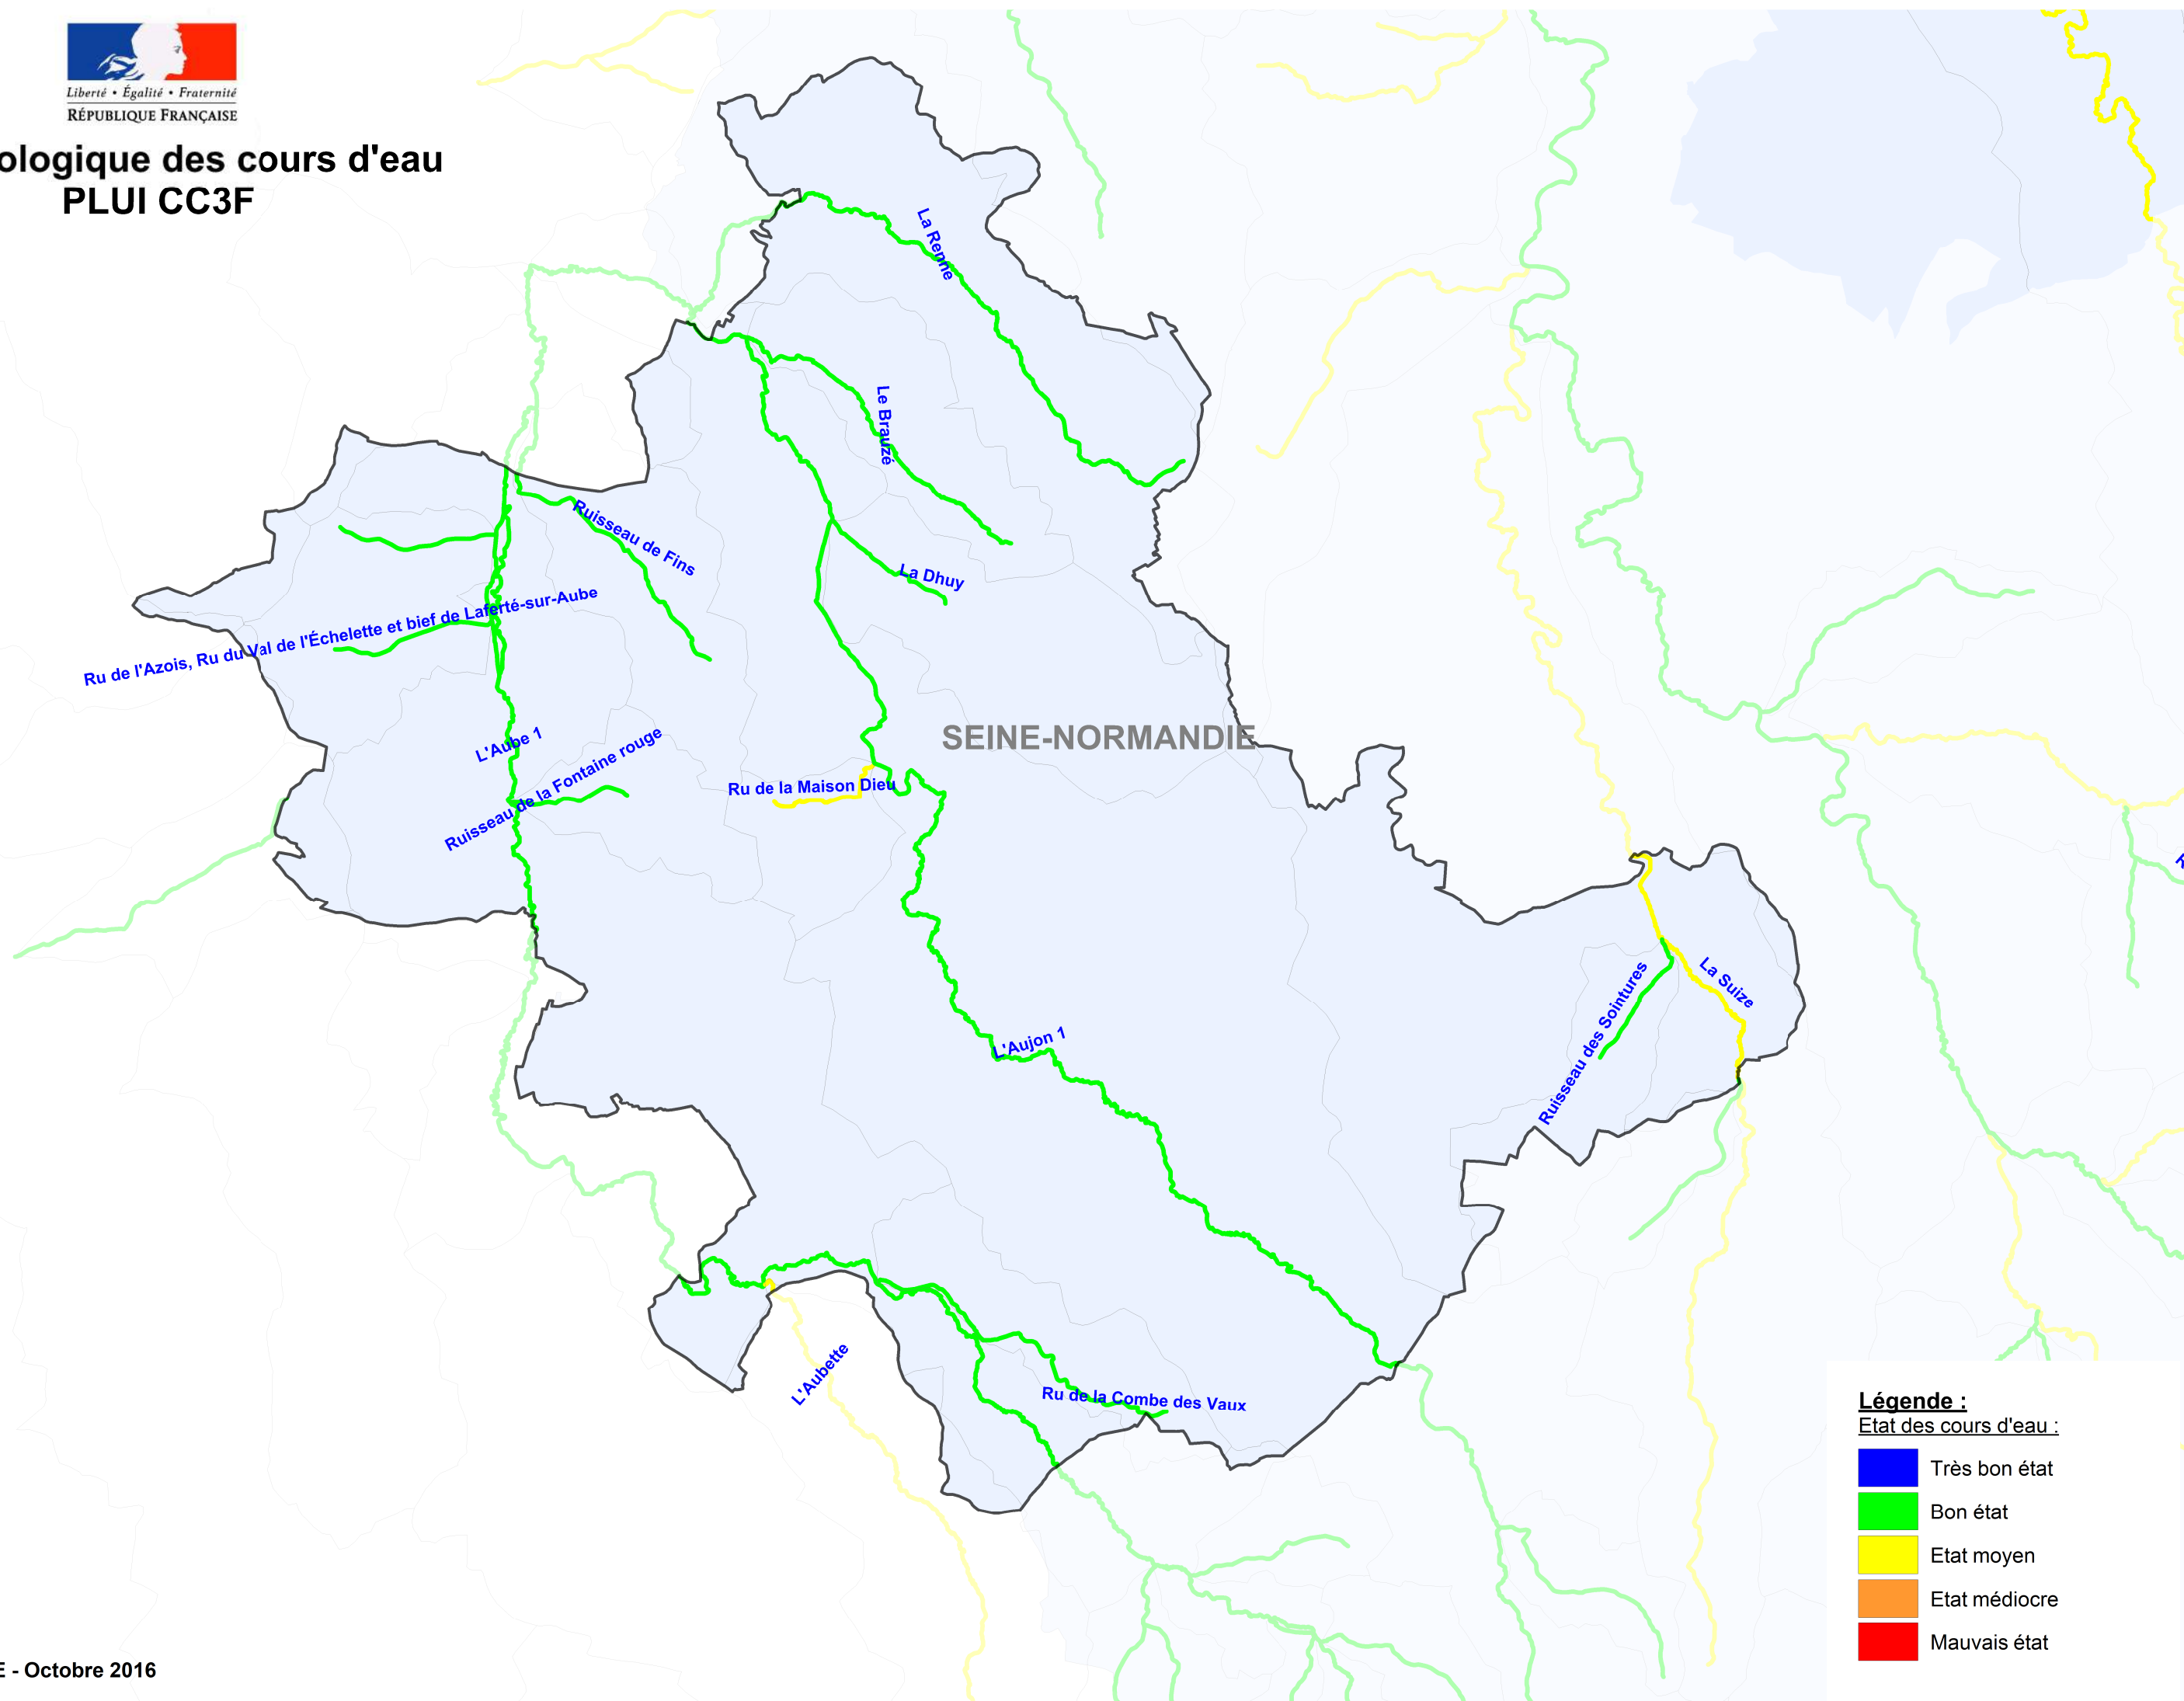 Liberté • Égalité • Fraternité
RÉPUBLIQUE FRANÇAISE
ologique des cours d'eau
PLUI CC3F
La Renne
Le Brauzé
Ruisseau de Fins
La Dhuy
Ru de l'Azois, Ru du Val de l'Échelette et bief de Laferté-sur-Aube
L'Aube 1
SEINE-NORMANDIE
Ruisseau de la Fontaine rouge
Ru de la Maison Dieu
La Suize
Ruisseau des Sointures
L'Aujon 1
L'Aubette
Ru de la Combe des Vaux
Légende :
Etat des cours d'eau :
Très bon état
Bon état
Etat moyen
Etat médiocre
Mauvais état
E - Octobre 2016